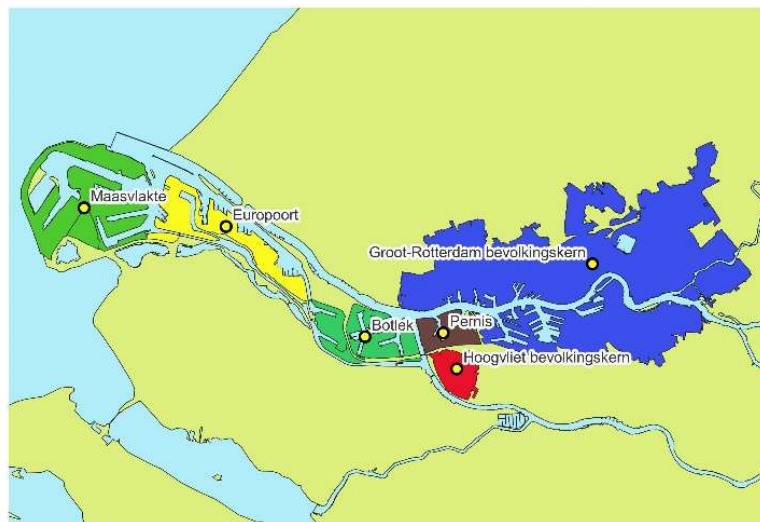 Maasvlakte
Europoort
Groot-Rotterdam bevolkingskern
Botlek
Pernis
Hoogvliet bevolkingskern